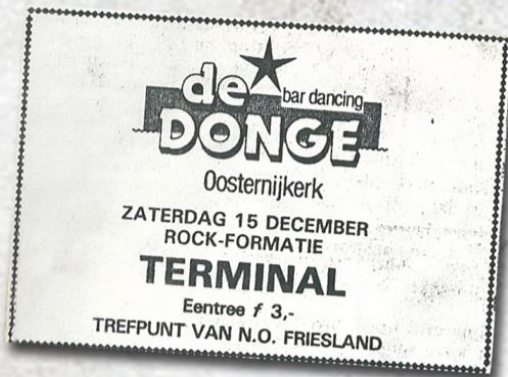 de
bar dancing
DONGE
Oosternijkerk
ZATERDAG 15 DECEMBER
ROCK-FORMATIE
TERMINAL
Eentree f 3,-
TREFPUNT VAN N.O. FRIESLAND